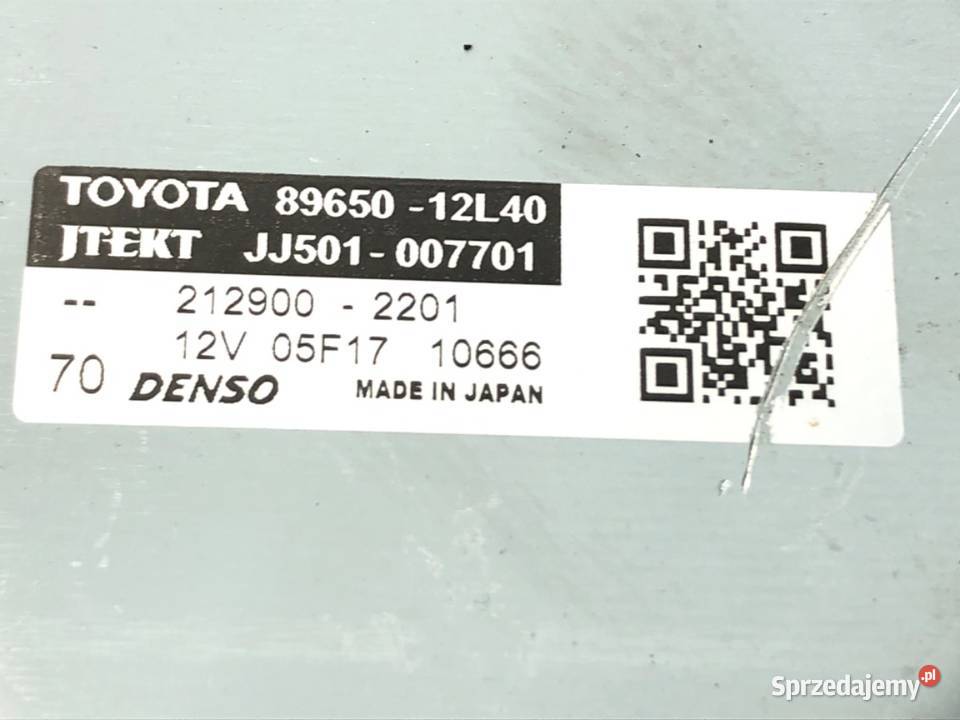 TOYOTA 89650 -12L40
JTEKT JJ501- 007701
-- 212900 - 2201
12V 05F17 10666
70 DENSO MADE IN JAPAN
Sprzedajemy.pl